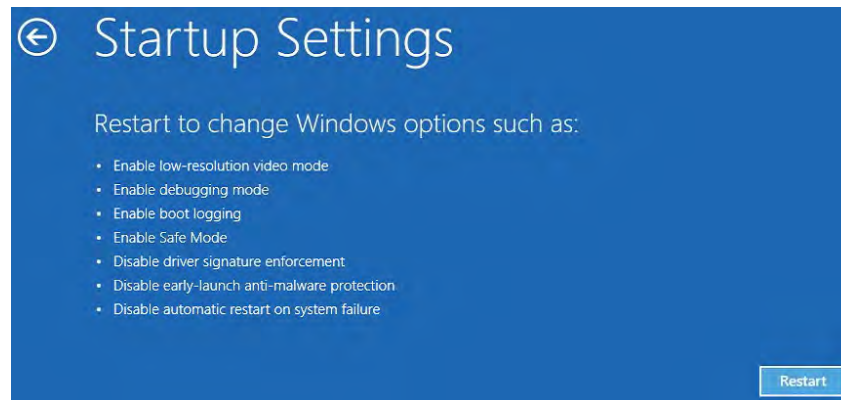 Startup Settings
Restart to change Windows options such as:
• Enable low-resolution video mode
• Enable debugging mode
• Enable boot logging
• Enable Safe Mode
• Disable driver signature enforcement
• Disable early-launch anti-malware protection
• Disable automatic restart on system failure
Restart